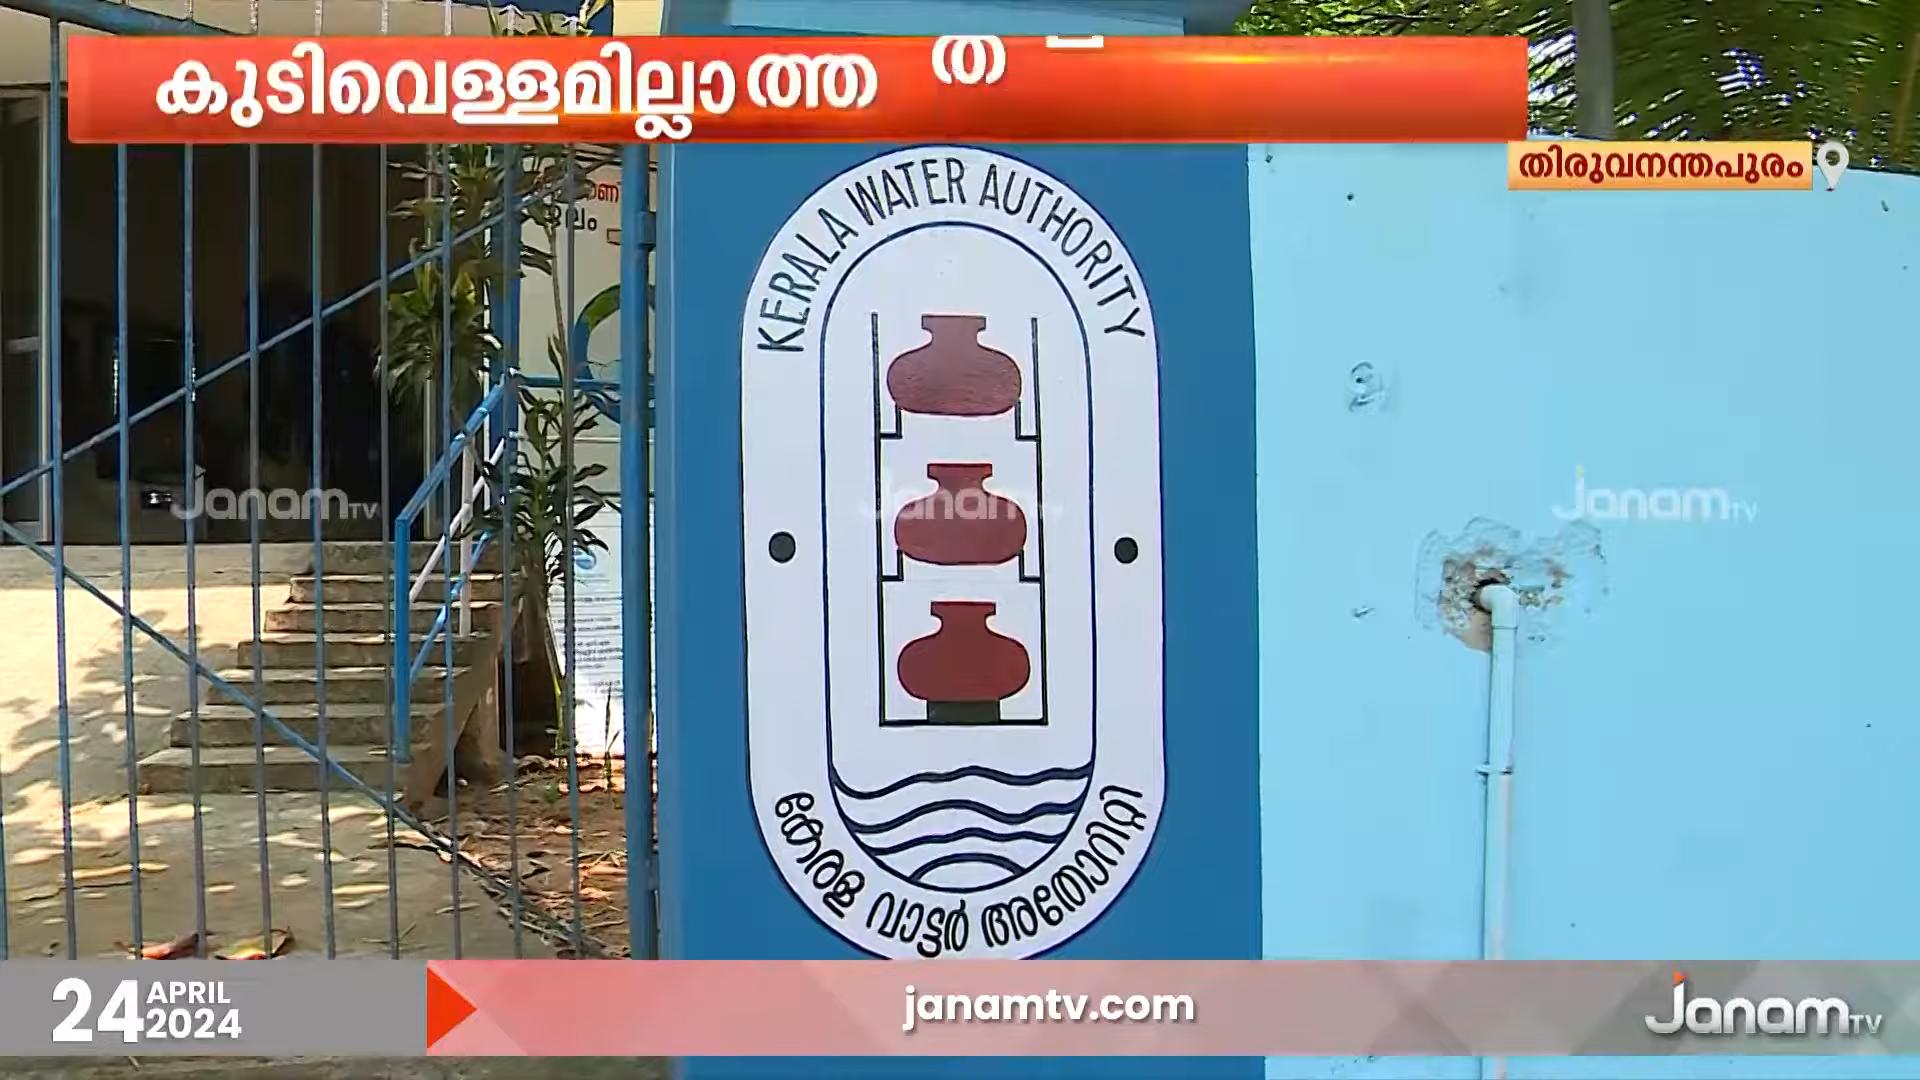 കുടിവെള്ളമില്ലാത്ത ത
തിരുവനന്തപുരം
KERALA WATER AUTHORITY
Janam TV
Janam TV
Janam TV
കേരള വാട്ടർ അതോറിറ്റി
24 APRIL 2024
janamtv.com
Janam TV